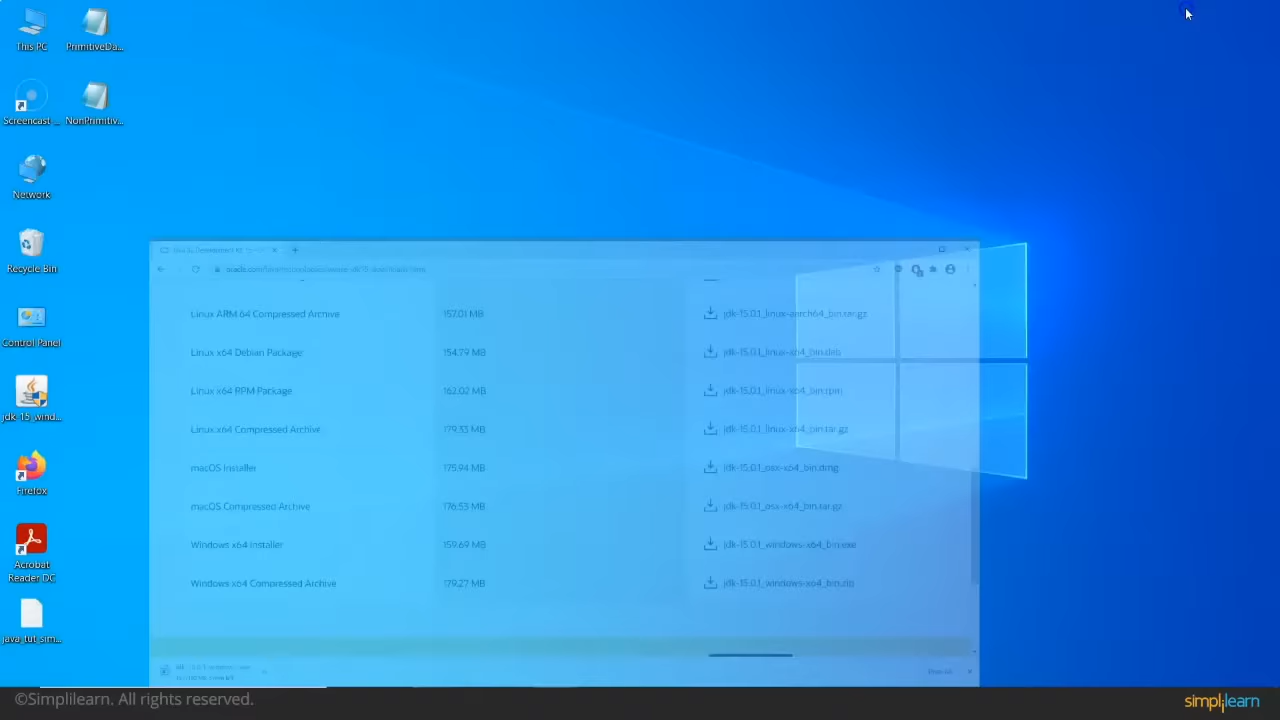 This PC
PrimitiveDa...
Screencast-...
NonPrimitiv...
Network
Recycle Bin
Control Panel
jdk-15_wind...
Firefox
Acrobat
Reader DC
java_tut_sim...
Linux ARM 64 Compressed Archive 157.01 MB jdk-15.0.1_linux-aarch64_bin.tar.gz
Linux x64 Debian Package 154.79 MB jdk-15.0.1_linux-x64_bin.deb
Linux x64 RPM Package 162.02 MB jdk-15.0.1_linux-x64_bin.rpm
Linux x64 Compressed Archive 179.33 MB jdk-15.0.1_linux-x64_bin.tar.gz
macOS Installer 175.94 MB jdk-15.0.1_osx-x64_bin.dmg
macOS Compressed Archive 176.53 MB jdk-15.0.1_osx-x64_bin.tar.gz
Windows x64 Installer 159.69 MB jdk-15.0.1_windows-x64_bin.exe
Windows x64 Compressed Archive 179.27 MB jdk-15.0.1_windows-x64_bin.zip
©Simplilearn. All rights reserved.
simplilearn